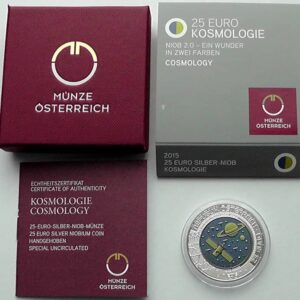 MÜNZE
ÖSTERREICH
25 EURO
KOSMOLOGIE
NIOB 2.0 – EIN WUNDER
IN ZWEI FARBEN
COSMOLOGY
MÜNZE
ÖSTERREICH
2015
25 EURO SILBER-NIOB
KOSMOLOGIE
ECHTHEITSZERTIFIKAT
CERTIFICATE OF AUTHENTICITY
KOSMOLOGIE
COSMOLOGY
25-EURO-SILBER-NIOB-MÜNZE
25 EURO SILVER NIOBIUM COIN
HANDGEHOBEN
SPECIAL UNCIRCULATED
MÜNZE
ÖSTERREICH